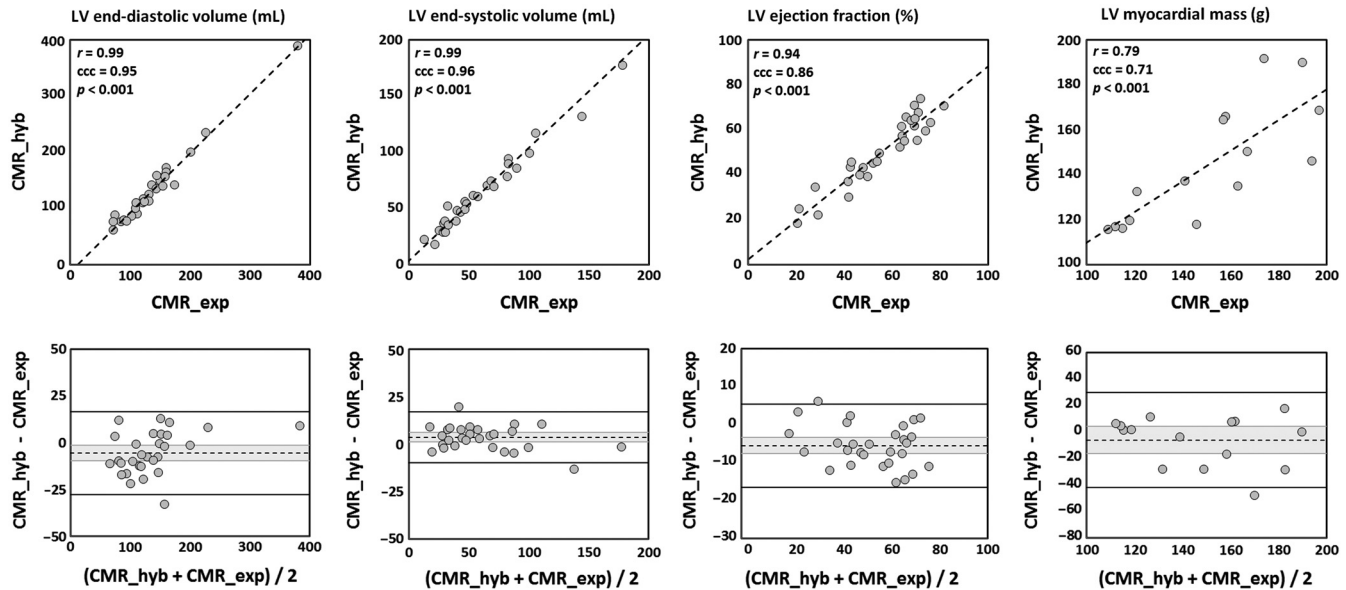 LV end-diastolic volume (mL)
400
300
200
100
0
r = 0.99
ccc = 0.95
p < 0.001
CMR_hyb
0 100 200 300 400
CMR_exp
LV end-systolic volume (mL)
200
150
100
50
0
r = 0.99
ccc = 0.96
p < 0.001
CMR_hyb
0 50 100 150 200
CMR_exp
LV ejection fraction (%)
100
80
60
40
20
0
r = 0.94
ccc = 0.86
p < 0.001
CMR_hyb
0 20 40 60 80 100
CMR_exp
LV myocardial mass (g)
200
180
160
140
120
100
r = 0.79
ccc = 0.71
p < 0.001
CMR_hyb
100 120 140 160 180 200
CMR_exp
CMR_hyb - CMR_exp
50
25
0
−25
−50
0 100 200 300 400
(CMR_hyb + CMR_exp) / 2
CMR_hyb - CMR_exp
50
25
0
−25
−50
0 50 100 150 200
(CMR_hyb + CMR_exp) / 2
CMR_hyb - CMR_exp
20
10
0
−10
−20
−30
0 20 40 60 80 100
(CMR_hyb + CMR_exp) / 2
CMR_hyb - CMR_exp
60
40
20
0
−20
−40
−60
−80
100 120 140 160 180 200
(CMR_hyb + CMR_exp) / 2